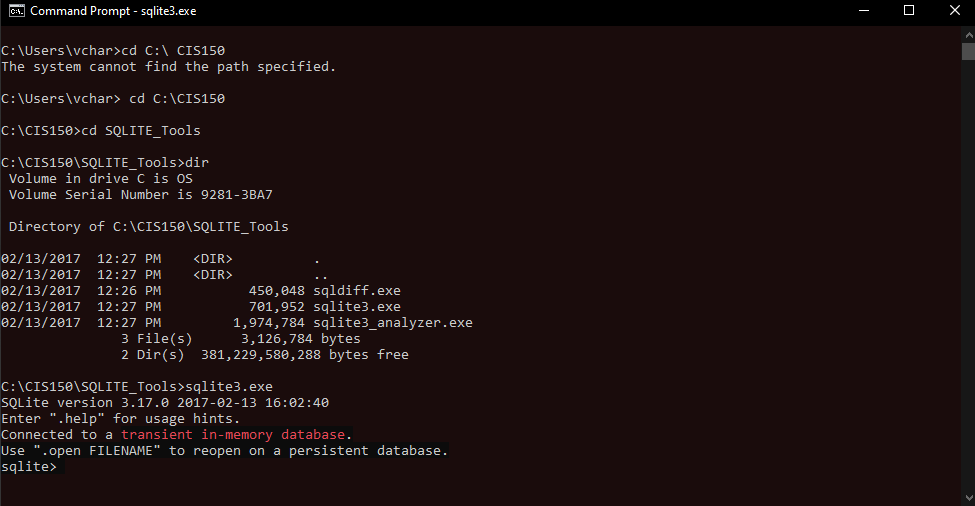 Command Prompt - sqlite3.exe
C:\Users\vchar>cd C:\ CIS150
The system cannot find the path specified.
C:\Users\vchar> cd C:\CIS150
C:\CIS150>cd SQLITE_Tools
C:\CIS150\SQLITE_Tools>dir
 Volume in drive C is OS
 Volume Serial Number is 9281-3BA7
 Directory of C:\CIS150\SQLITE_Tools
02/13/2017  12:27 PM    <DIR>          .
02/13/2017  12:27 PM    <DIR>          ..
02/13/2017  12:26 PM           450,048 sqldiff.exe
02/13/2017  12:27 PM           701,952 sqlite3.exe
02/13/2017  12:27 PM         1,974,784 sqlite3_analyzer.exe
               3 File(s)      3,126,784 bytes
               2 Dir(s)  381,229,580,288 bytes free
C:\CIS150\SQLITE_Tools>sqlite3.exe
SQLite version 3.17.0 2017-02-13 16:02:40
Enter ".help" for usage hints.
Connected to a transient in-memory database.
Use ".open FILENAME" to reopen on a persistent database.
sqlite>